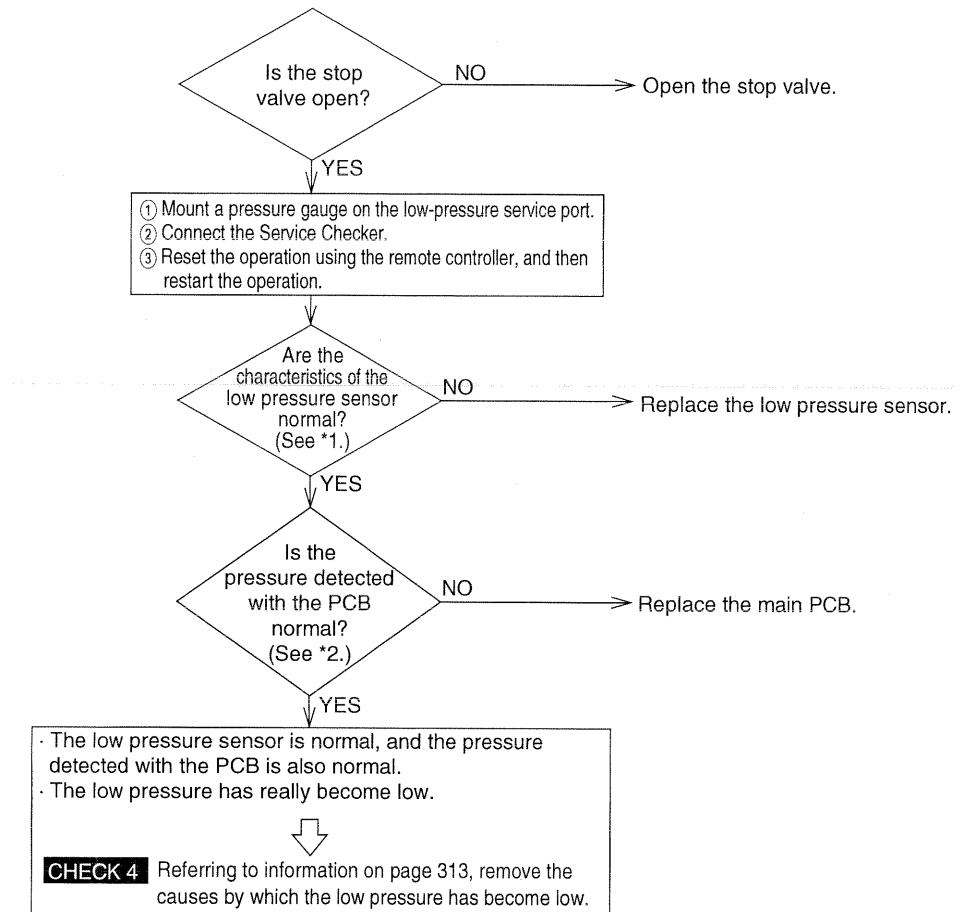 Is the stop
valve open?
NO
Open the stop valve.
YES
① Mount a pressure gauge on the low-pressure service port.
② Connect the Service Checker.
③ Reset the operation using the remote controller, and then
restart the operation.
Are the
characteristics of the
low pressure sensor
normal?
(See *1.)
NO
Replace the low pressure sensor.
YES
Is the
pressure detected
with the PCB
normal?
(See *2.)
NO
Replace the main PCB.
YES
· The low pressure sensor is normal, and the pressure
detected with the PCB is also normal.
· The low pressure has really become low.
CHECK 4 Referring to information on page 313, remove the
causes by which the low pressure has become low.